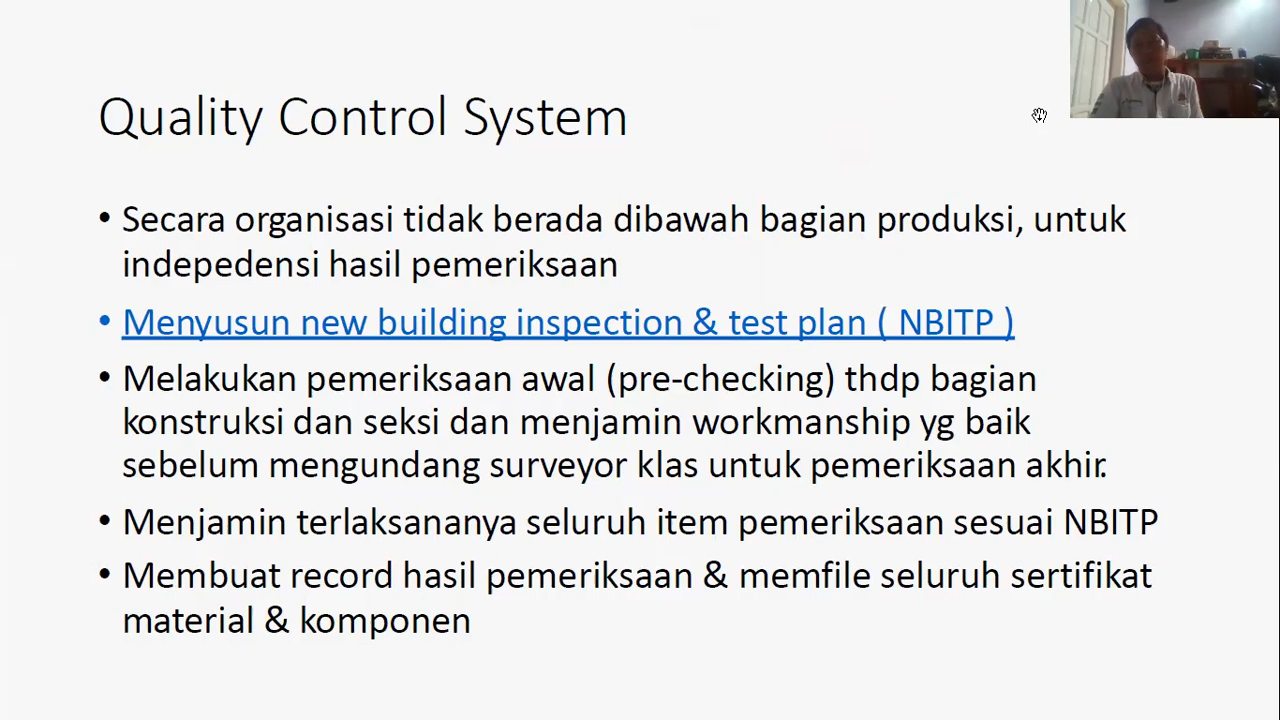 Quality Control System
• Secara organisasi tidak berada dibawah bagian produksi, untuk
indepedensi hasil pemeriksaan
• Menyusun new building inspection & test plan ( NBITP )
• Melakukan pemeriksaan awal (pre-checking) thdp bagian
konstruksi dan seksi dan menjamin workmanship yg baik
sebelum mengundang surveyor klas untuk pemeriksaan akhir.
• Menjamin terlaksananya seluruh item pemeriksaan sesuai NBITP
• Membuat record hasil pemeriksaan & memfile seluruh sertifikat
material & komponen